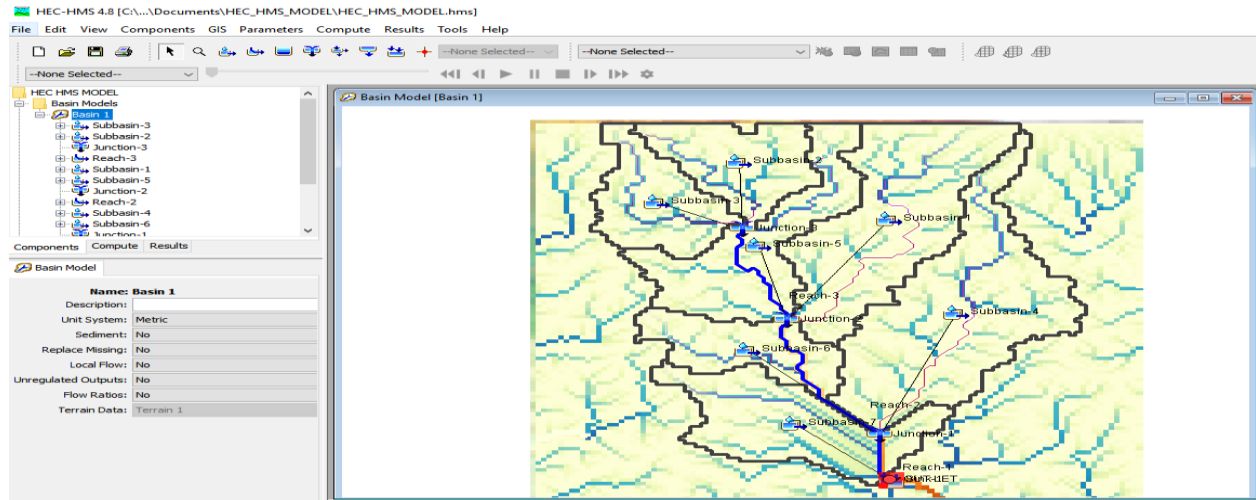 HEC-HMS 4.8 [C:\...\Documents\HEC_HMS_MODEL\HEC_HMS_MODEL.hms]
File Edit View Components GIS Parameters Compute Results Tools Help
--None Selected-- --None Selected--
--None Selected--
HEC HMS MODEL
Basin Models
Basin 1
Subbasin-3
Subbasin-2
Junction-3
Reach-3
Subbasin-1
Subbasin-5
Junction-2
Reach-2
Subbasin-4
Subbasin-6
Junction-1
Components Compute Results
Basin Model
Name: Basin 1
Description:
Unit System: Metric
Sediment: No
Replace Missing: No
Local Flow: No
Unregulated Outputs: No
Flow Ratios: No
Terrain Data: Terrain 1
Basin Model [Basin 1]
Subbasin-2
Subbasin-3
Subbasin-1
Junction-3
Subbasin-5
Reach-3
Subbasin-4
Junction-2
Subbasin-6
Reach-2
Subbasin-7
Junction-1
Reach-1